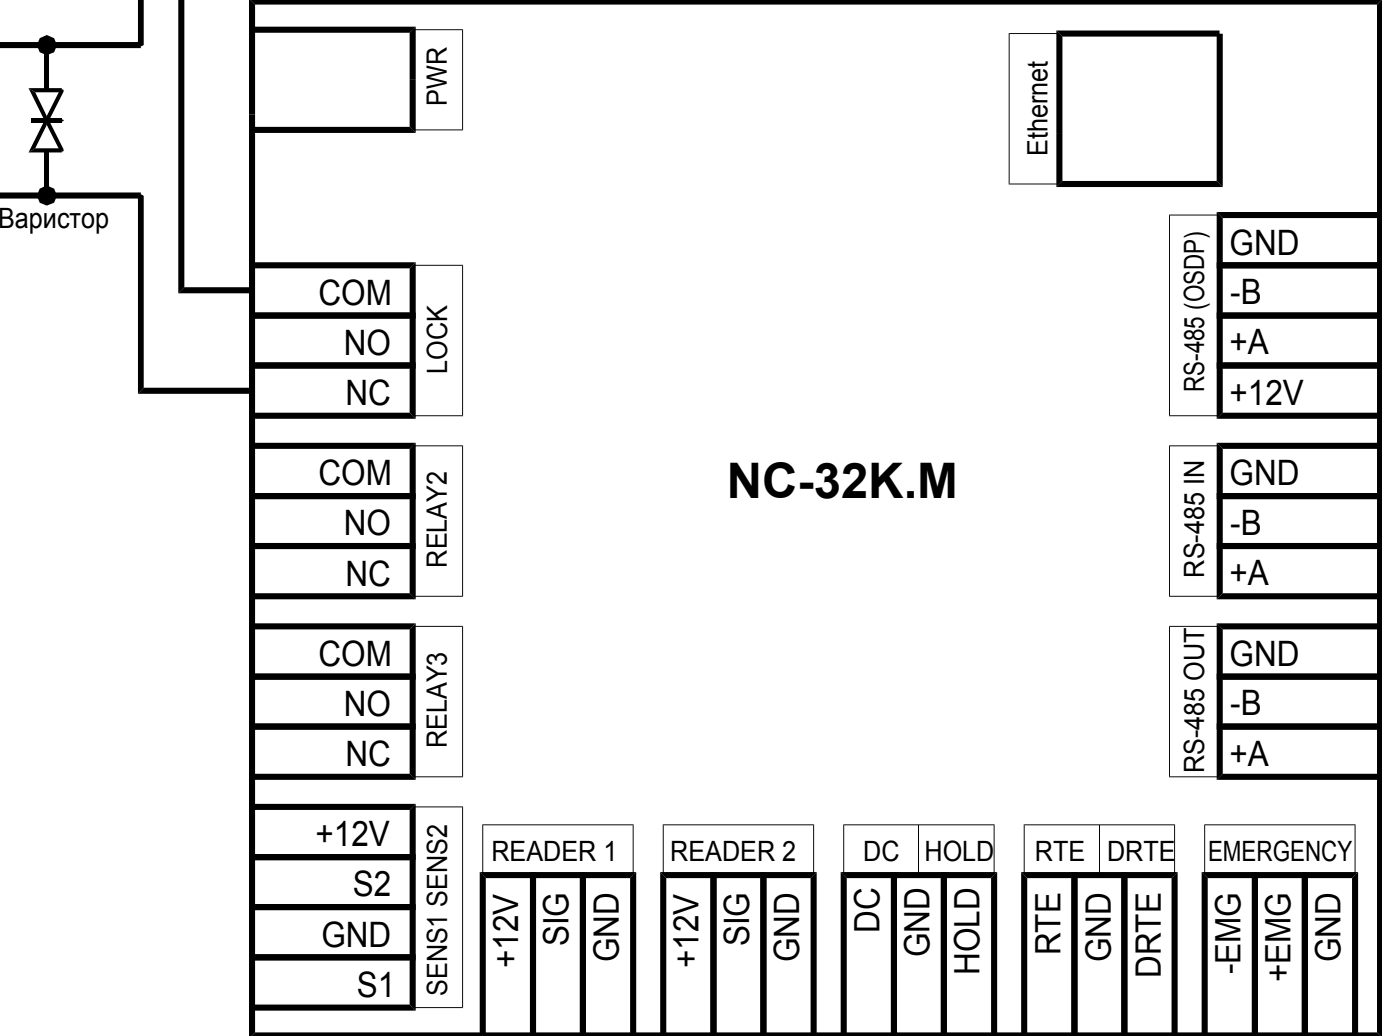 PWR
Ethernet
Варистор
COM
NO
NC
LOCK
COM
NO
NC
RELAY2
COM
NO
NC
RELAY3
+12V
S2
GND
S1
SENS1 SENS2
NC-32K.M
RS-485 (OSDP)
GND
-B
+A
+12V
RS-485 IN
GND
-B
+A
RS-485 OUT
GND
-B
+A
READER 1
+12V
SIG
GND
READER 2
+12V
SIG
GND
DC HOLD
DC
GND
HOLD
RTE DRTE
RTE
GND
DRTE
EMERGENCY
-EMG
+EMG
GND